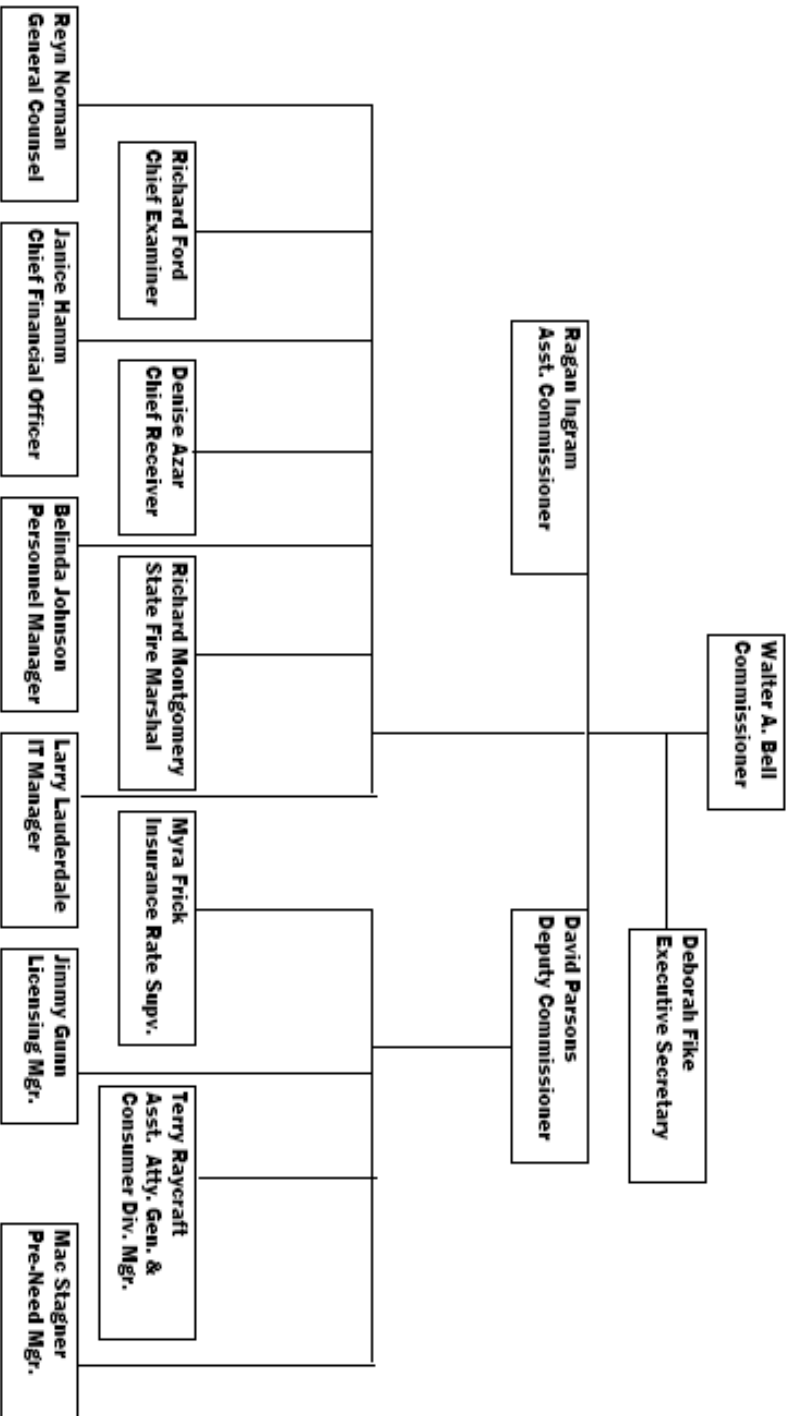 Walter A. Bell
Commissioner
Deborah Fike
Executive Secretary
Ragan Ingram
Asst. Commissioner
David Parsons
Deputy Commissioner
Richard Ford
Chief Examiner
Denise Azar
Chief Receiver
Richard Montgomery
State Fire Marshal
Myra Frick
Insurance Rate Supv.
Terry Raycraft
Asst. Atty. Gen. &
Consumer Div. Mgr.
Reyn Norman
General Counsel
Janice Hamm
Chief Financial Officer
Belinda Johnson
Personnel Manager
Larry Lauderdale
IT Manager
Jimmy Gunn
Licensing Mgr.
Mac Stagner
Pre-Need Mgr.